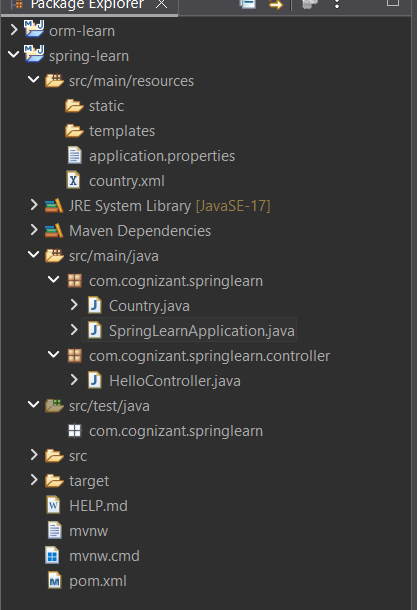 Package Explorer
orm-learn
spring-learn
src/main/resources
static
templates
application.properties
country.xml
JRE System Library [JavaSE-17]
Maven Dependencies
src/main/java
com.cognizant.springlearn
Country.java
SpringLearnApplication.java
com.cognizant.springlearn.controller
HelloController.java
src/test/java
com.cognizant.springlearn
src
target
HELP.md
mvnw
mvnw.cmd
pom.xml